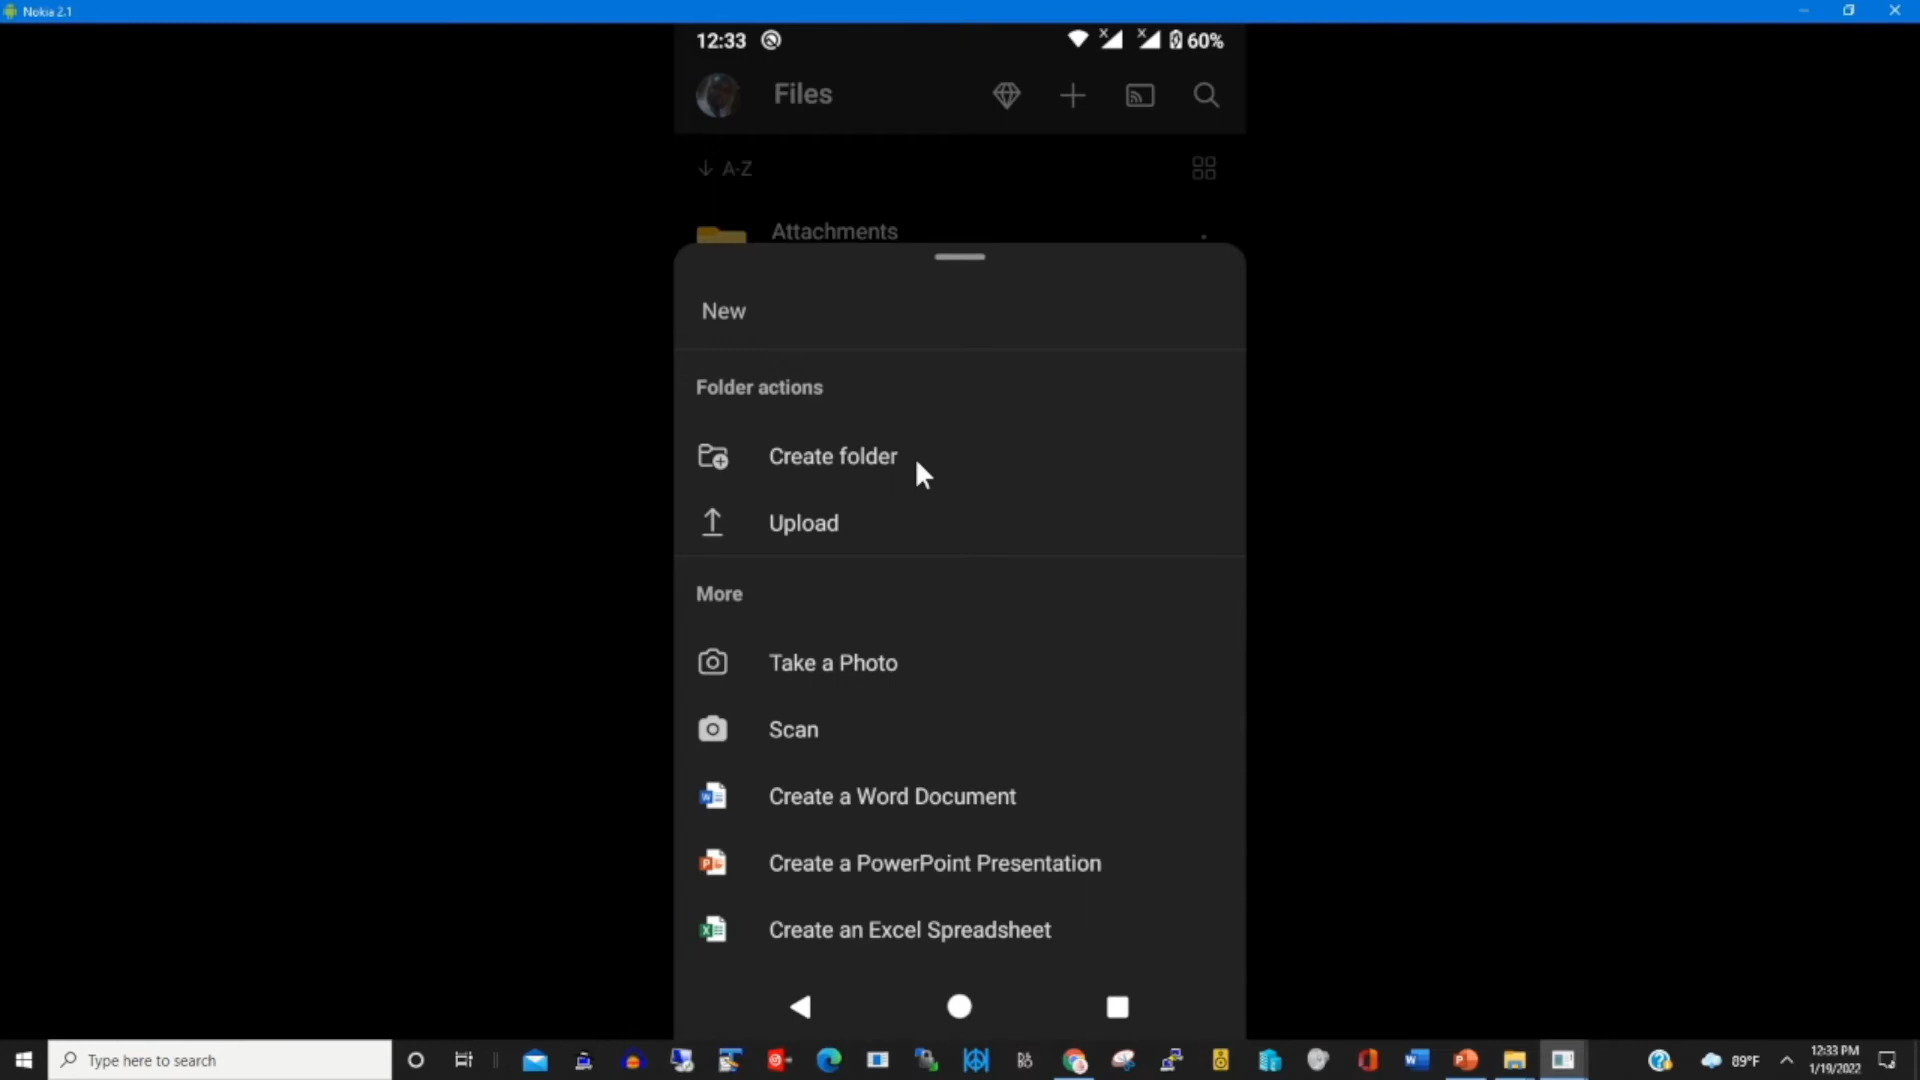 Nokia 2.1
12:33
60%
Files
A-Z
Attachments
New
Folder actions
Create folder
Upload
More
Take a Photo
Scan
Create a Word Document
Create a PowerPoint Presentation
Create an Excel Spreadsheet
Type here to search
89°F
12:33 PM
1/19/2022